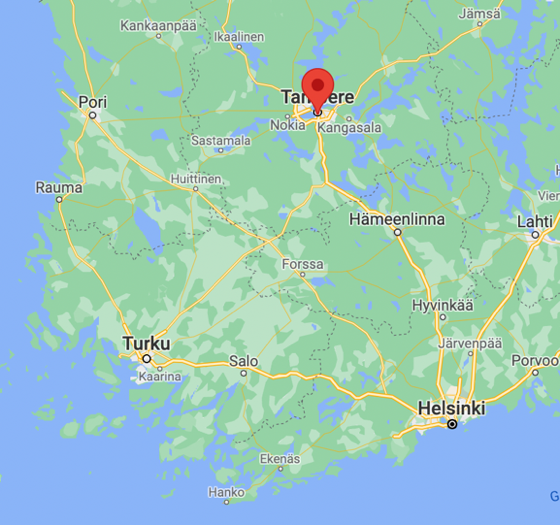 Jämsä
Kankaanpää
Ikaalinen
Pori
Nokia
Kangasala
Sastamala
Huittinen
Rauma
Hämeenlinna
Lahti
Forssa
Hyvinkää
Järvenpää
Turku
Kaarina
Salo
Porvoo
Helsinki
Ekenäs
Hanko
G